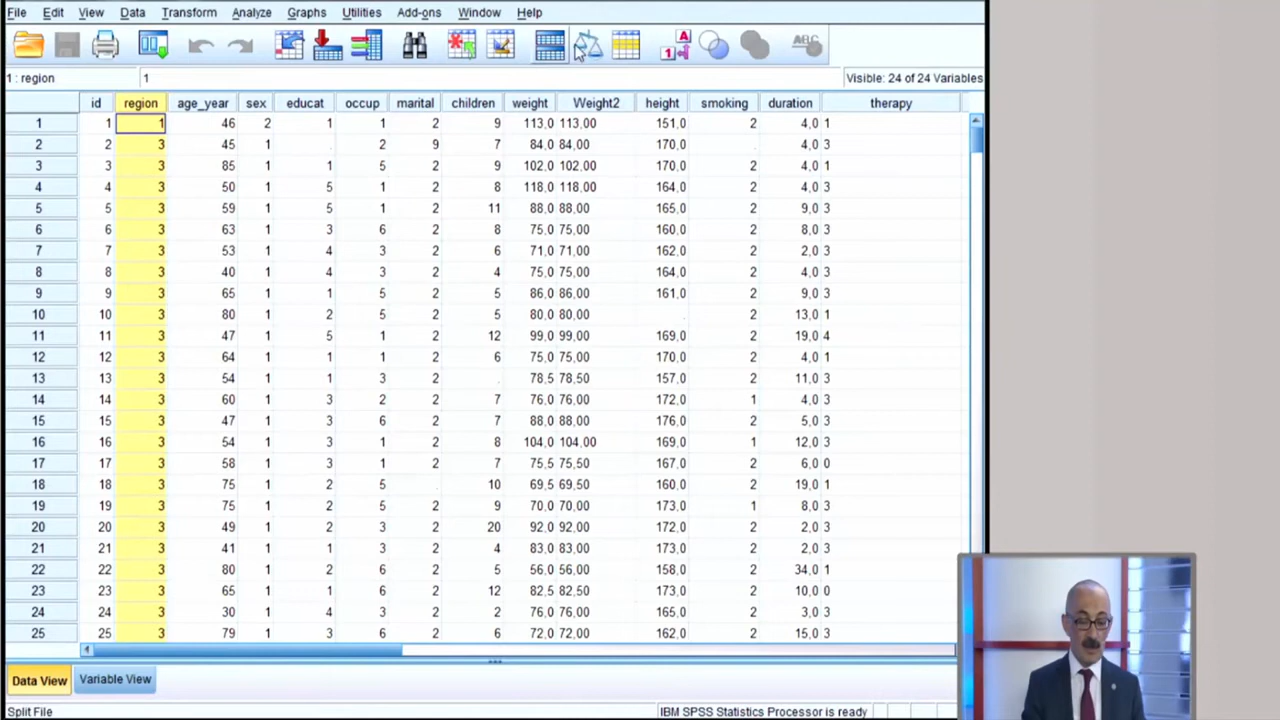 File Edit View Data Transform Analyze Graphs Utilities Add-ons Window Help
A
1
ABC
1 : region 1 Visible: 24 of 24 Variables
id region age_year sex educat occup marital children weight Weight2 height smoking duration therapy
1 1 1 46 2 1 1 2 9 113,0 113,00 151,0 2 4,0 1
2 2 3 45 1 . 2 9 7 84,0 84,00 170,0 . 4,0 3
3 3 3 85 1 1 5 2 9 102,0 102,00 170,0 2 4,0 1
4 4 3 50 1 5 1 2 8 118,0 118,00 164,0 2 4,0 3
5 5 3 59 1 5 1 2 11 88,0 88,00 165,0 2 9,0 3
6 6 3 63 1 3 6 2 8 75,0 75,00 160,0 2 8,0 3
7 7 3 53 1 4 3 2 6 71,0 71,00 162,0 2 2,0 3
8 8 3 40 1 4 3 2 4 75,0 75,00 164,0 2 4,0 3
9 9 3 65 1 1 5 2 5 86,0 86,00 161,0 2 9,0 3
10 10 3 80 1 2 5 2 5 80,0 80,00 . 2 13,0 1
11 11 3 47 1 5 1 2 12 99,0 99,00 169,0 2 19,0 4
12 12 3 64 1 1 1 2 6 75,0 75,00 170,0 2 4,0 1
13 13 3 54 1 1 3 2 . 78,5 78,50 157,0 2 11,0 3
14 14 3 60 1 3 2 2 7 76,0 76,00 172,0 1 4,0 3
15 15 3 47 1 3 6 2 7 88,0 88,00 176,0 2 5,0 3
16 16 3 54 1 3 1 2 8 104,0 104,00 169,0 1 12,0 3
17 17 3 58 1 3 1 2 7 75,5 75,50 167,0 2 6,0 0
18 18 3 75 1 2 5 . 10 69,5 69,50 160,0 2 19,0 1
19 19 3 75 1 2 5 2 9 70,0 70,00 173,0 1 8,0 3
20 20 3 49 1 2 3 2 20 92,0 92,00 172,0 2 2,0 3
21 21 3 41 1 1 3 2 4 83,0 83,00 173,0 2 2,0 3
22 22 3 80 1 2 6 2 5 56,0 56,00 158,0 2 34,0 1
23 23 3 65 1 1 6 2 12 82,5 82,50 173,0 2 10,0 0
24 24 3 30 1 4 3 2 2 76,0 76,00 165,0 2 3,0 3
25 25 3 79 1 3 6 2 6 72,0 72,00 162,0 2 15,0 3
Data View Variable View
Split File IBM SPSS Statistics Processor is ready